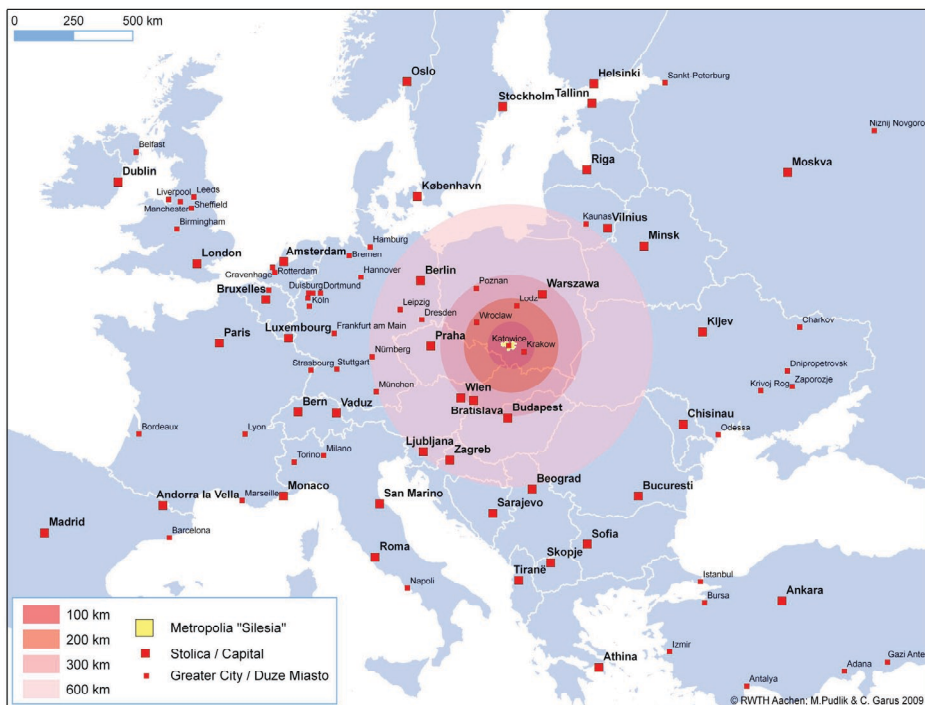 0 250 500 km
Oslo
Helsinki
Sankt Peterburg
Stockholm
Tallinn
Niznij Novgoro
Belfast
Riga
Moskva
Dublin
Liverpool
Leeds
Manchester
Sheffield
København
Birmingham
Kaunas
Vilnius
Minsk
Hamburg
London
Amsterdam
Bremen
Gravenhage
Rotterdam
Hannover
Berlin
Poznan
Warszawa
Bruxelles
Duisburg
Dortmund
Köln
Leipzig
Lodz
Dresden
Wroclaw
Kijev
Charkov
Paris
Luxembourg
Frankfurt am Main
Praha
Katowice
Krakow
Nürnberg
Strasbourg
Stuttgart
Dnipropetrovsk
Krivoj Rog
Zaporozje
München
Wien
Bratislava
Budapest
Bern
Vaduz
Chisinau
Odessa
Bordeaux
Lyon
Ljubljana
Zagreb
Torino
Milano
Beograd
Bucuresti
Andorra la Vella
Marseille
Monaco
San Marino
Sarajevo
Madrid
Barcelona
Roma
Sofia
Skopje
Tiranë
Napoli
Istanbul
Bursa
Ankara
Izmir
Athina
Gazi Ante
Adana
Antalya
100 km
200 km
300 km
600 km
Metropolia "Silesia"
Stolica / Capital
Greater City / Duze Miasto
© RWTH Aachen; M.Pudlik & C. Garus 2009